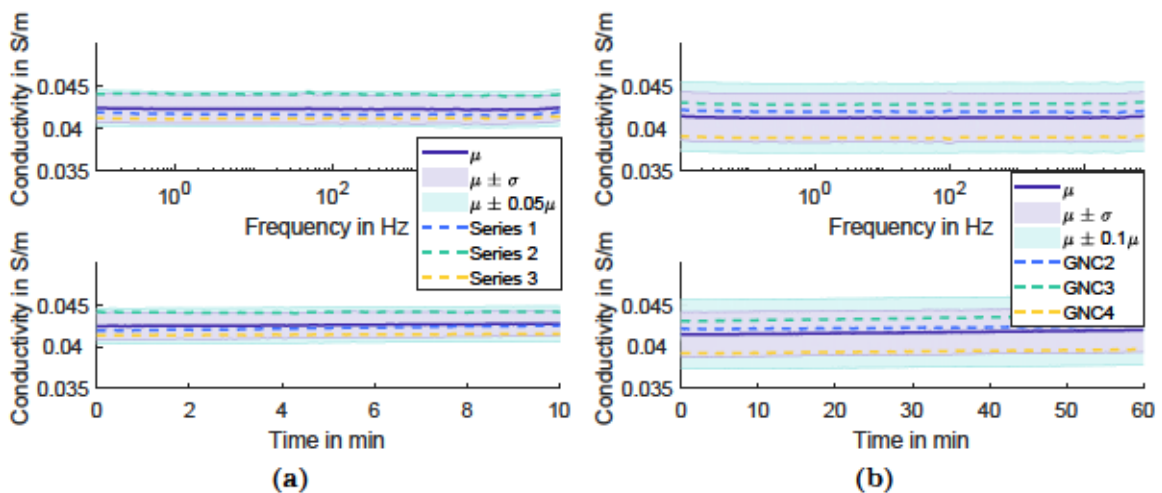 Conductivity in S/m
0.045
0.04
0.035
10^0 10^2
Frequency in Hz
μ
μ ± σ
μ ± 0.05μ
Series 1
Series 2
Series 3
Conductivity in S/m
0.045
0.04
0.035
0 2 4 6 8 10
Time in min
(a)
Conductivity in S/m
0.045
0.04
0.035
10^0 10^2
Frequency in Hz
μ
μ ± σ
μ ± 0.1μ
GNC2
GNC3
GNC4
Conductivity in S/m
0.045
0.04
0.035
0 10 20 30 40 50 60
Time in min
(b)